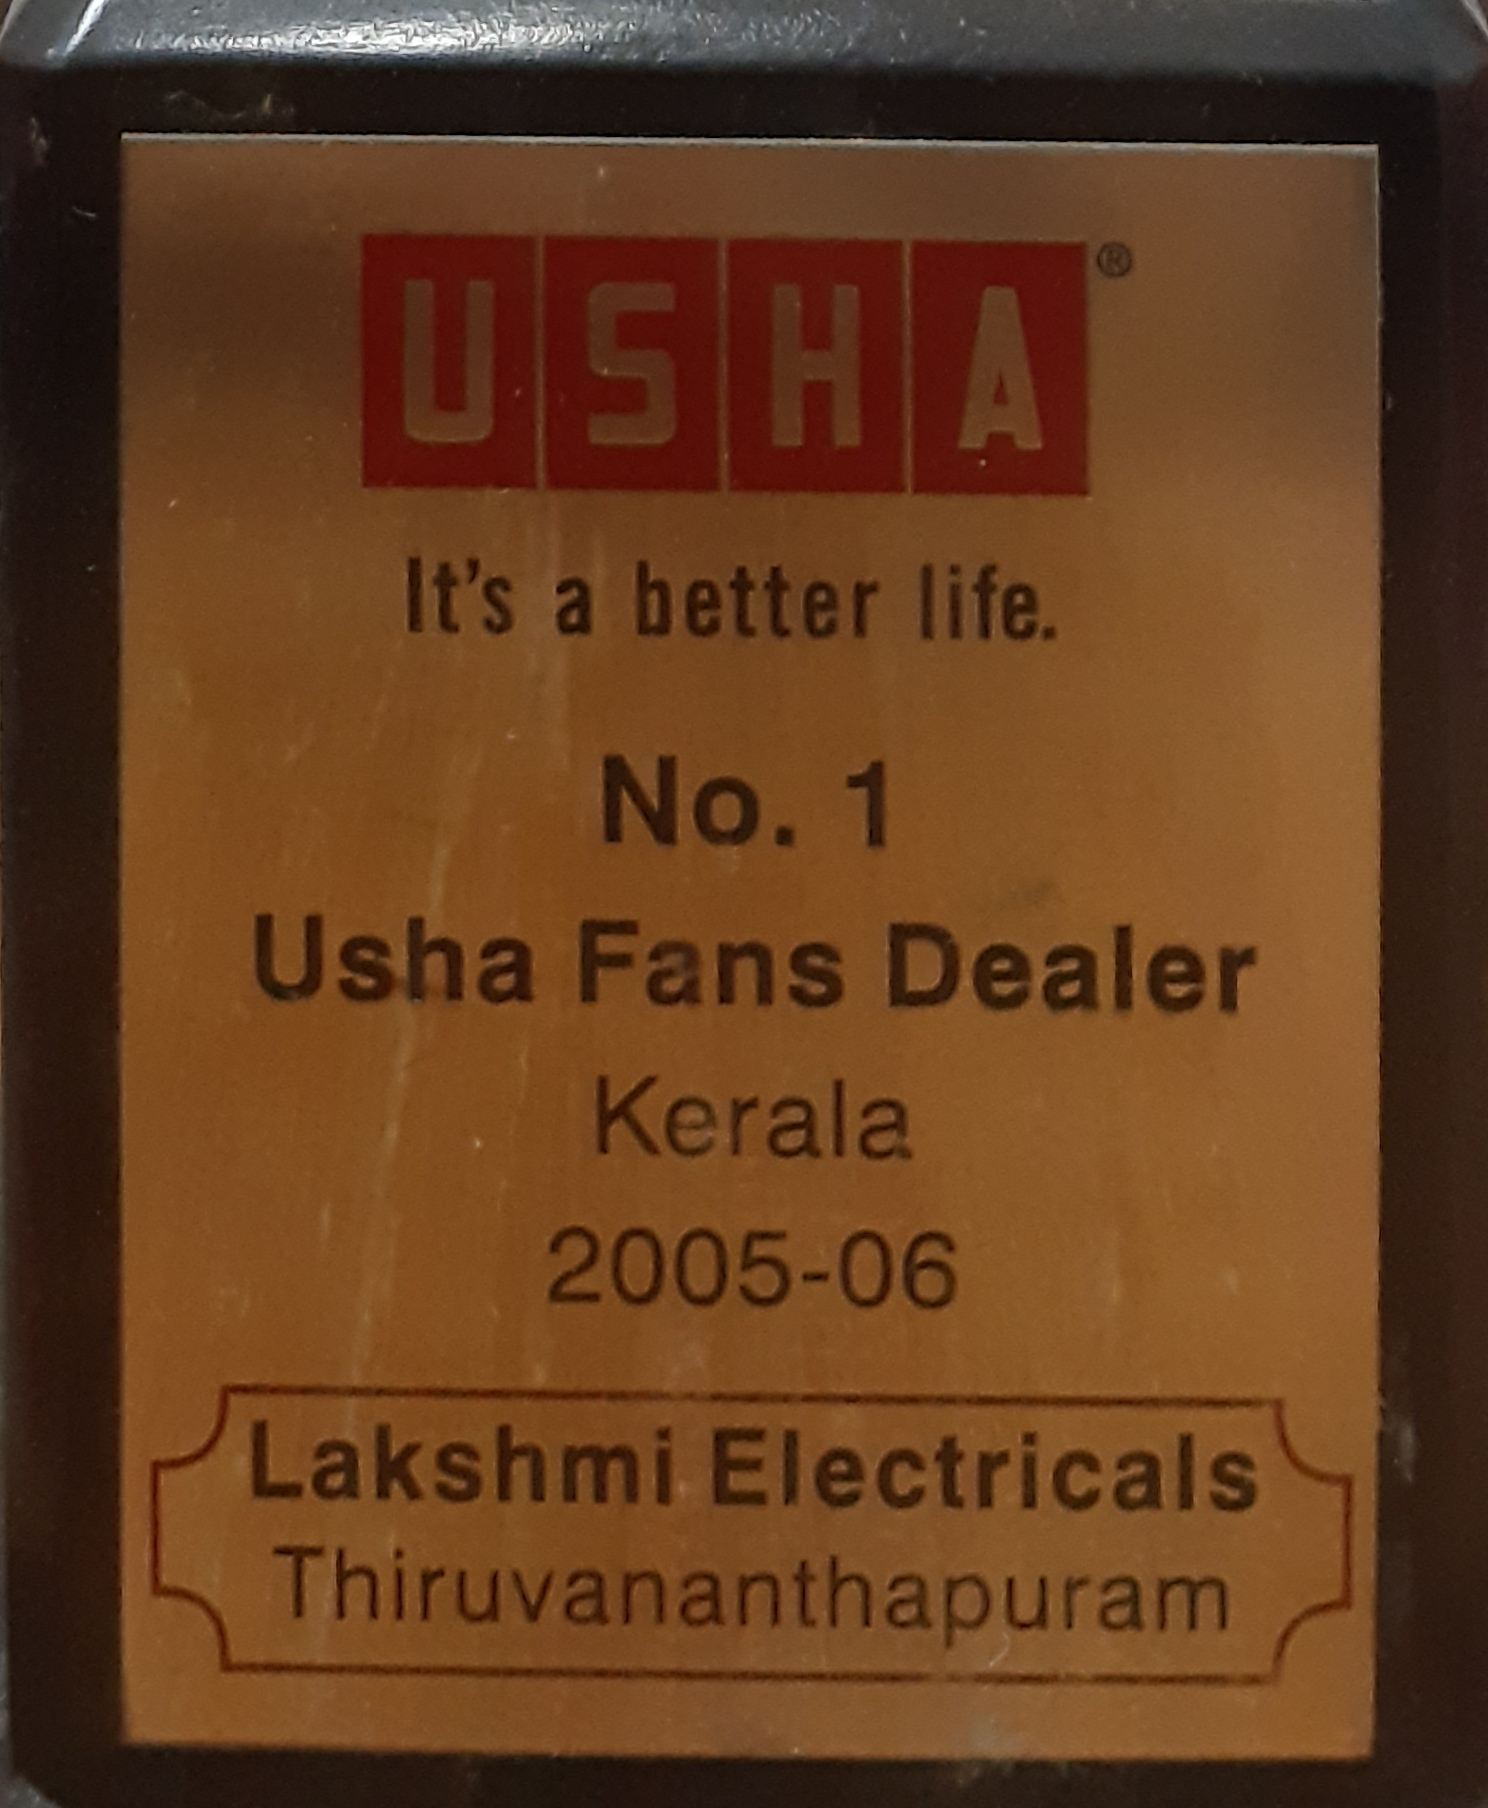 USHA®
It's a better life.
No. 1
Usha Fans Dealer
Kerala
2005-06
Lakshmi Electricals
Thiruvananthapuram